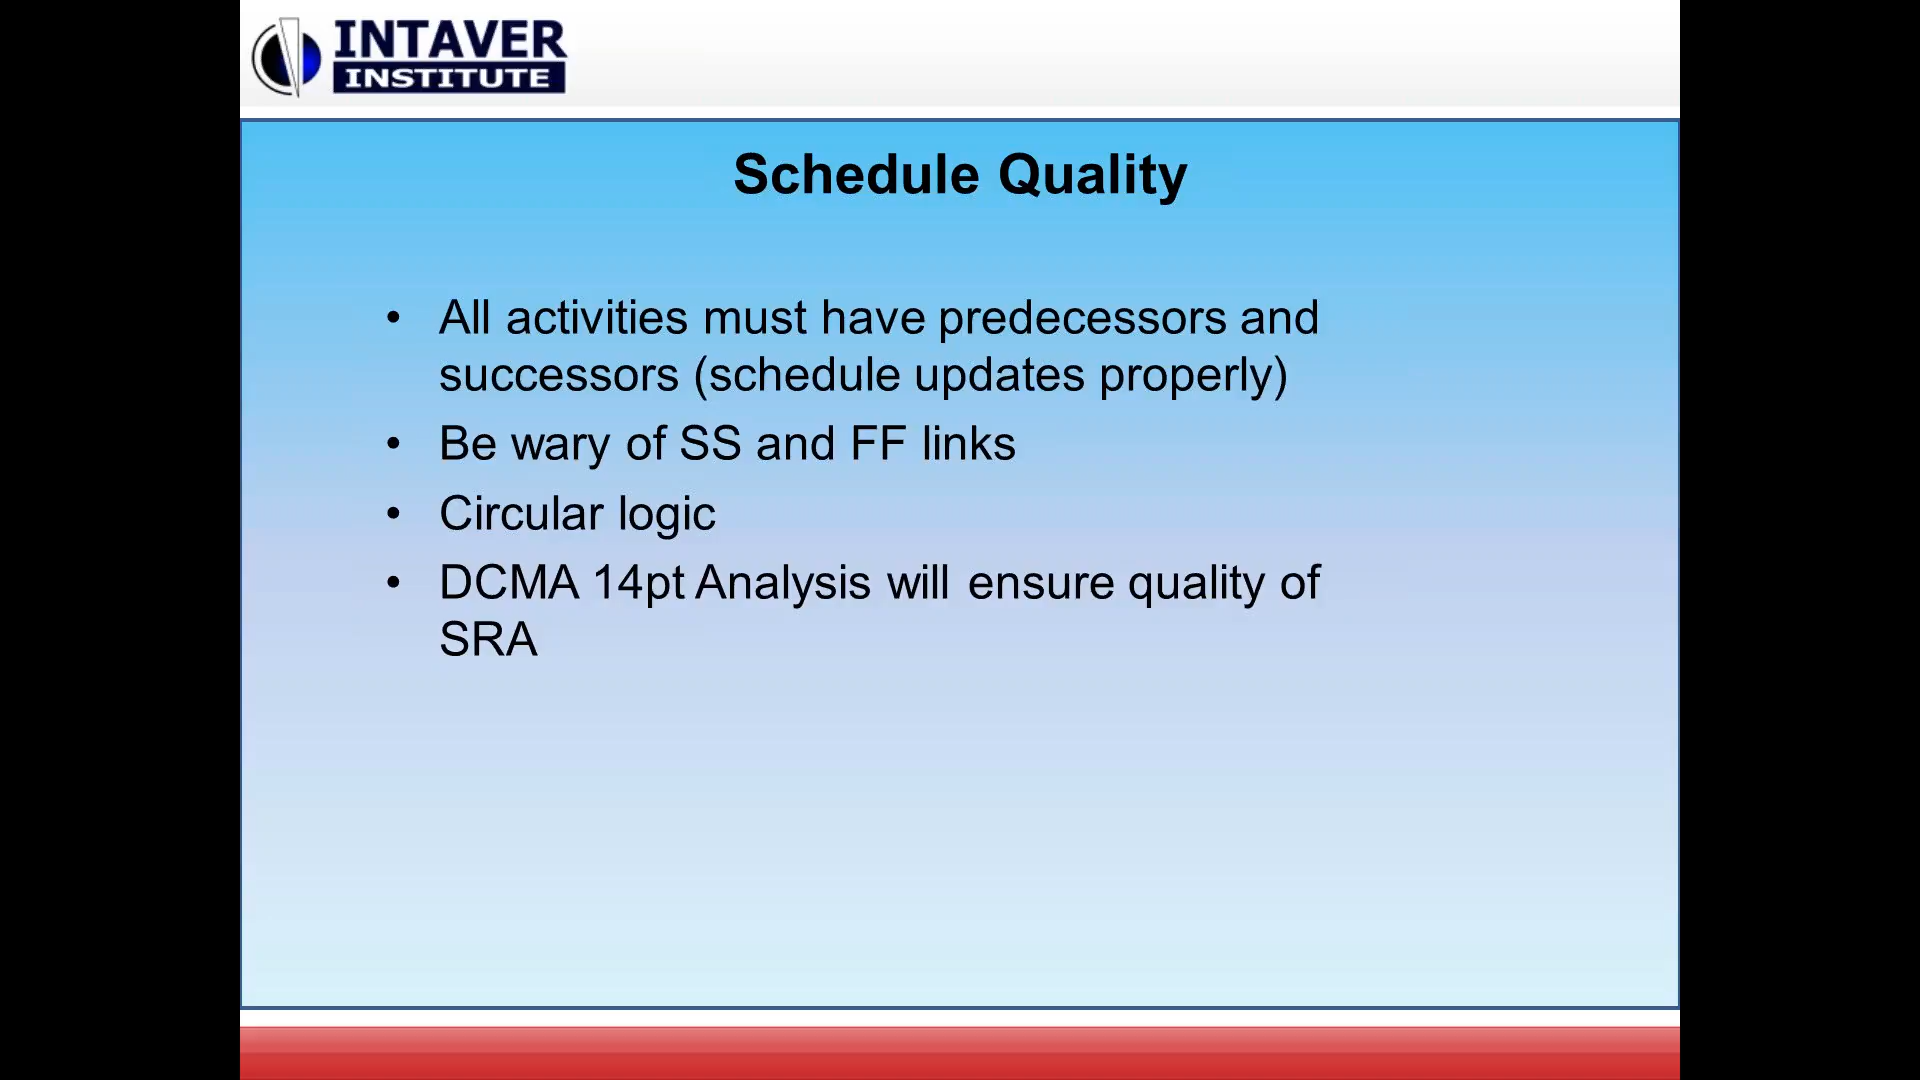 INTAVER
INSTITUTE
Schedule Quality
• All activities must have predecessors and
successors (schedule updates properly)
• Be wary of SS and FF links
• Circular logic
• DCMA 14pt Analysis will ensure quality of
SRA